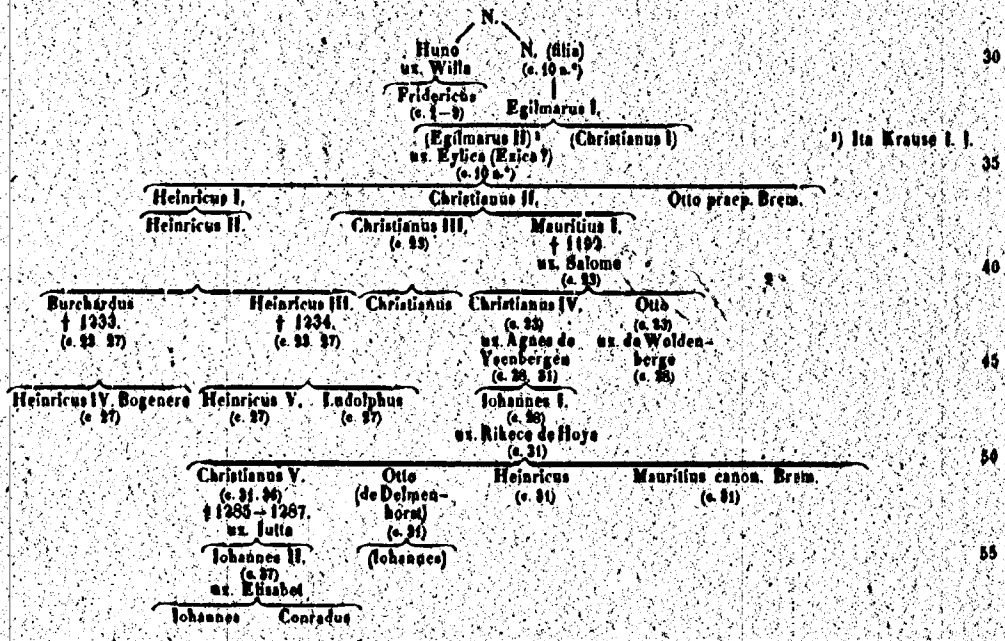 N.
Huno N. (filia) 30
ux. Willa (c. 10 n.*)
Fridericus
(c. 1—9) Egilmarus I.
(Egilmarus II) (Christianus I) Ita Krause l. l.
ux. Eylica (Exica?) 35
(c. 10 n.*)
Heinricus I. Christianus II. Otto praep. Brem.
Heinricus II. Christianus III. Mauritius I.
(c. 23) † 1192.
ux. Salome 40
(c. 23)
Burchardus Heinricus III. Christianus Christianus IV. Otto
† 1233. † 1234. (c. 23) (c. 23)
(c. 23. 27) (c. 23. 27) ux. Agnes de ux. de Wolden-
Ysenbergen berge 45
(c. 28. 31) (c. 28)
Heinricus IV. Bogenere Heinricus V. Ludolphus Iohannes I.
(c. 27) (c. 27) (c. 27) (c. 28)
ux. Rikece de Hoya
(c. 31) 50
Christianus V. Otto Heinricus Mauritius canon. Brem.
(c. 31. 36) (de Delmen- (c. 31) (c. 31)
† 1285—1287. horst)
ux. Iutta (c. 31)
Iohannes II. (Iohannes) 55
(c. 37)
ux. Elisabet
Iohannes Conradus